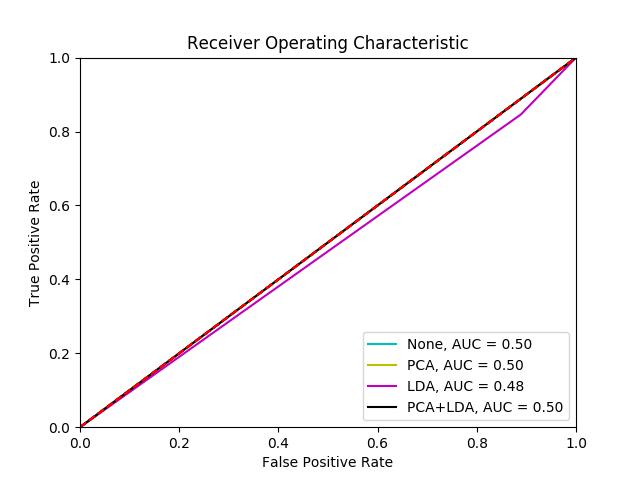 Receiver Operating Characteristic
1.0
0.8
0.6
0.4
0.2
0.0
True Positive Rate
None, AUC = 0.50
PCA, AUC = 0.50
LDA, AUC = 0.48
PCA+LDA, AUC = 0.50
0.0 0.2 0.4 0.6 0.8 1.0
False Positive Rate